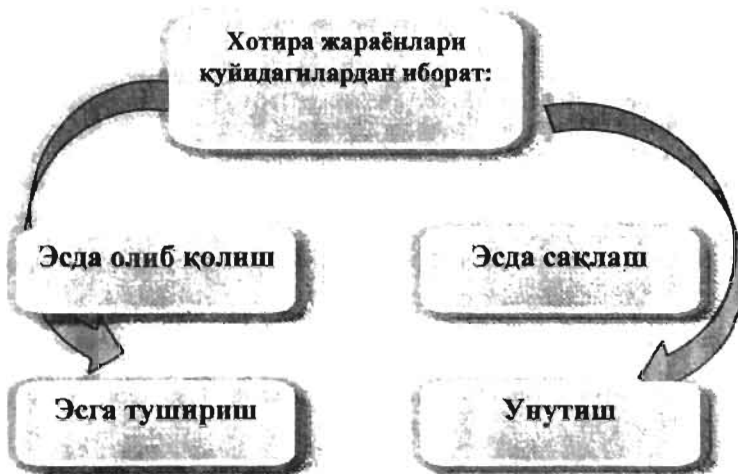 Хотира жараёнлари
қуйидагилардан иборат:
Эсда олиб қолиш
Эсда сақлаш
Эсга тушириш
Унутиш